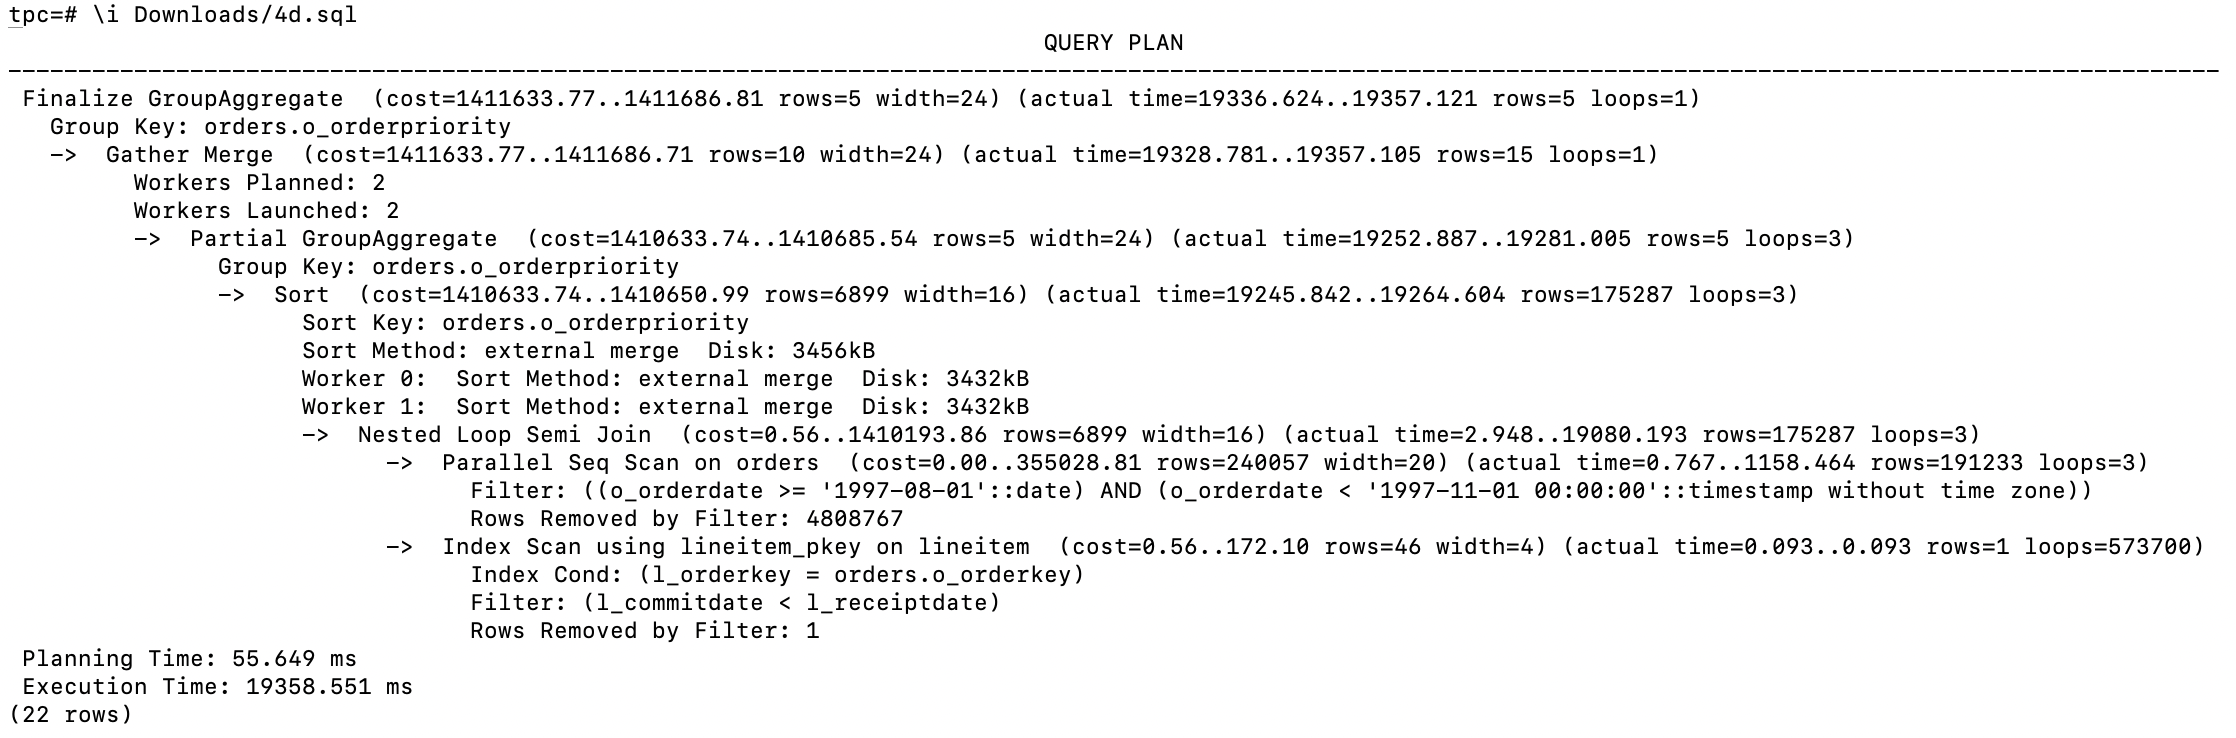 tpc=# \i Downloads/4d.sql
QUERY PLAN
--------------------------------------------------------------------------------------------------------------------------------------------------------------
Finalize GroupAggregate  (cost=1411633.77..1411686.81 rows=5 width=24) (actual time=19336.624..19357.121 rows=5 loops=1)
Group Key: orders.o_orderpriority
->  Gather Merge  (cost=1411633.77..1411686.71 rows=10 width=24) (actual time=19328.781..19357.105 rows=15 loops=1)
Workers Planned: 2
Workers Launched: 2
->  Partial GroupAggregate  (cost=1410633.74..1410685.54 rows=5 width=24) (actual time=19252.887..19281.005 rows=5 loops=3)
Group Key: orders.o_orderpriority
->  Sort  (cost=1410633.74..1410650.99 rows=6899 width=16) (actual time=19245.842..19264.604 rows=175287 loops=3)
Sort Key: orders.o_orderpriority
Sort Method: external merge  Disk: 3456kB
Worker 0:  Sort Method: external merge  Disk: 3432kB
Worker 1:  Sort Method: external merge  Disk: 3432kB
->  Nested Loop Semi Join  (cost=0.56..1410193.86 rows=6899 width=16) (actual time=2.948..19080.193 rows=175287 loops=3)
->  Parallel Seq Scan on orders  (cost=0.00..355028.81 rows=240057 width=20) (actual time=0.767..1158.464 rows=191233 loops=3)
Filter: ((o_orderdate >= '1997-08-01'::date) AND (o_orderdate < '1997-11-01 00:00:00'::timestamp without time zone))
Rows Removed by Filter: 4808767
->  Index Scan using lineitem_pkey on lineitem  (cost=0.56..172.10 rows=46 width=4) (actual time=0.093..0.093 rows=1 loops=573700)
Index Cond: (l_orderkey = orders.o_orderkey)
Filter: (l_commitdate < l_receiptdate)
Rows Removed by Filter: 1
Planning Time: 55.649 ms
Execution Time: 19358.551 ms
(22 rows)